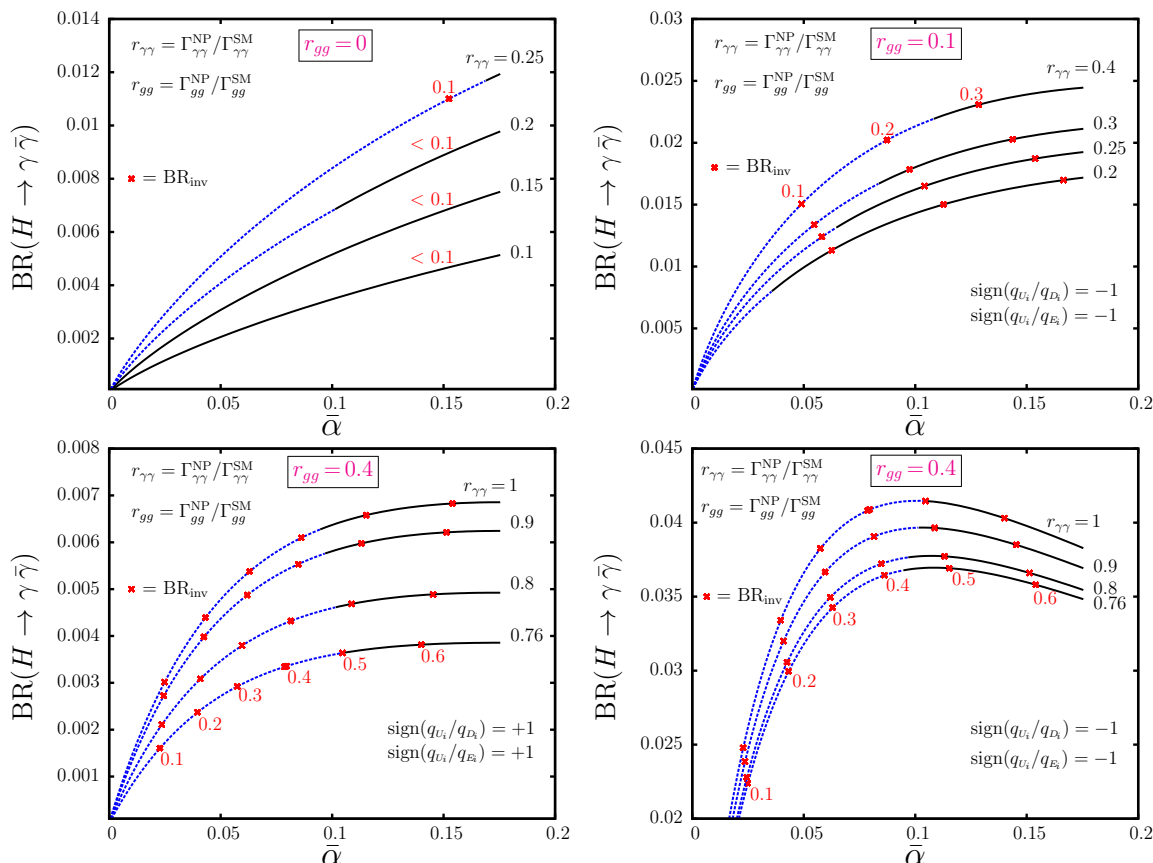 0.014
0.012
0.01
0.008
0.006
0.004
0.002
BR(H → γ γ̄)
r_γγ = Γ^NP_γγ/Γ^SM_γγ
r_gg = Γ^NP_gg/Γ^SM_gg
r_gg = 0
= BR_inv
r_γγ = 0.25
0.2
0.15
0.1
0.1
< 0.1
< 0.1
< 0.1
0 0.05 0.1 0.15 0.2
ᾱ
0.03
0.025
0.02
0.015
0.01
0.005
BR(H → γ γ̄)
r_γγ = Γ^NP_γγ/Γ^SM_γγ
r_gg = Γ^NP_gg/Γ^SM_gg
r_gg = 0.1
= BR_inv
r_γγ = 0.4
0.3
0.25
0.2
0.3
0.2
0.1
sign(q_{U_i}/q_{D_i}) = −1
sign(q_{U_i}/q_{E_i}) = −1
0 0.05 0.1 0.15 0.2
ᾱ
0.008
0.007
0.006
0.005
0.004
0.003
0.002
0.001
BR(H → γ γ̄)
r_γγ = Γ^NP_γγ/Γ^SM_γγ
r_gg = Γ^NP_gg/Γ^SM_gg
r_gg = 0.4
= BR_inv
r_γγ = 1
0.9
0.8
0.76
0.1
0.2
0.3
0.4
0.5
0.6
sign(q_{U_i}/q_{D_i}) = +1
sign(q_{U_i}/q_{E_i}) = +1
0 0.05 0.1 0.15 0.2
ᾱ
0.045
0.04
0.035
0.03
0.025
0.02
BR(H → γ γ̄)
r_γγ = Γ^NP_γγ/Γ^SM_γγ
r_gg = Γ^NP_gg/Γ^SM_gg
r_gg = 0.4
= BR_inv
r_γγ = 1
0.9
0.8
0.76
0.1
0.2
0.3
0.4
0.5
0.6
sign(q_{U_i}/q_{D_i}) = −1
sign(q_{U_i}/q_{E_i}) = −1
0 0.05 0.1 0.15 0.2
ᾱ